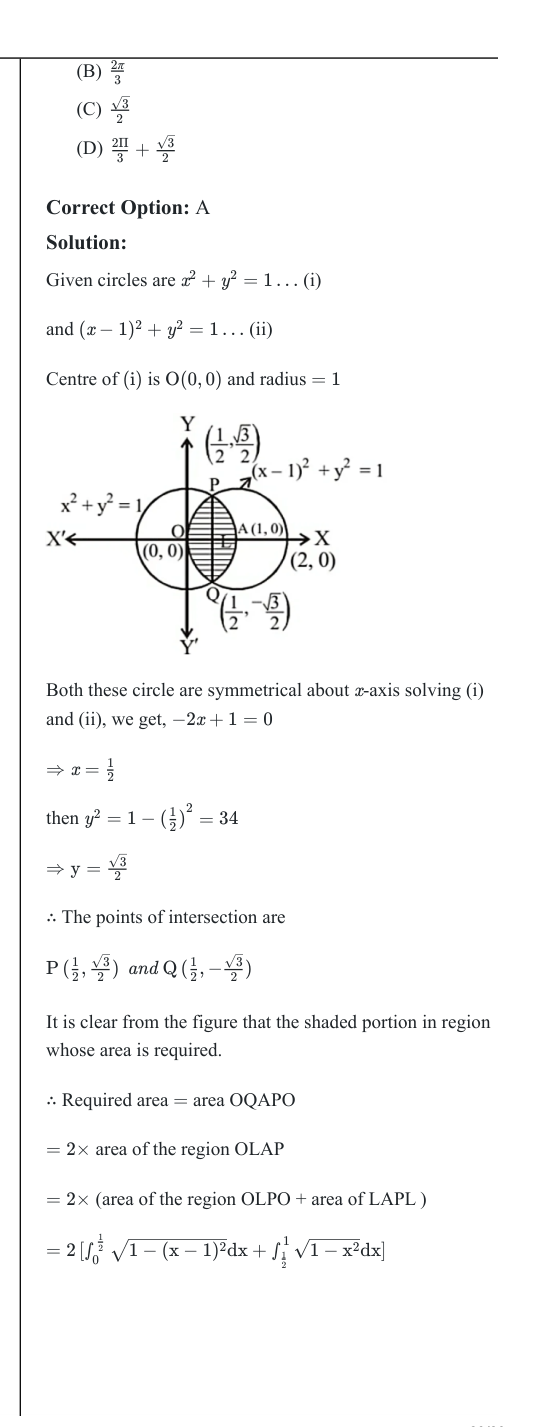 (B) 2π/3
(C) √3/2
(D) 2Π/3 + √3/2
Correct Option: A
Solution:
Given circles are x² + y² = 1 . . . (i)
and (x − 1)² + y² = 1 . . . (ii)
Centre of (i) is O(0, 0) and radius = 1
Y
(1/2, √3/2)
(x − 1)² + y² = 1
P
x² + y² = 1
O
A (1, 0)
X′
L
X
(0, 0)
(2, 0)
Q
(1/2, −√3/2)
Y′
Both these circle are symmetrical about x-axis solving (i)
and (ii), we get, −2x + 1 = 0
⇒ x = 1/2
then y² = 1 − (1/2)² = 34
⇒ y = √3/2
∴ The points of intersection are
P (1/2, √3/2) and Q (1/2, −√3/2)
It is clear from the figure that the shaded portion in region
whose area is required.
∴ Required area = area OQAPO
= 2× area of the region OLAP
= 2× (area of the region OLPO + area of LAPL )
= 2 [∫₀^(1/2) √(1 − (x − 1)²)dx + ∫_(1/2)^1 √(1 − x²)dx]